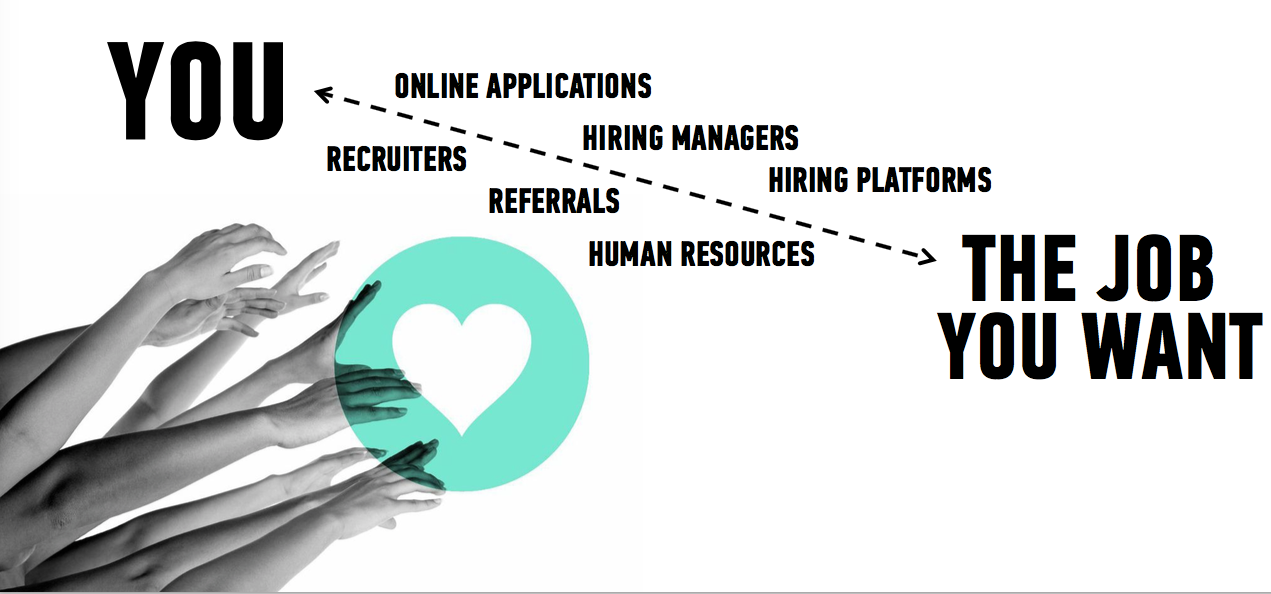 YOU
ONLINE APPLICATIONS
HIRING MANAGERS
RECRUITERS
HIRING PLATFORMS
REFERRALS
HUMAN RESOURCES
THE JOB
YOU WANT